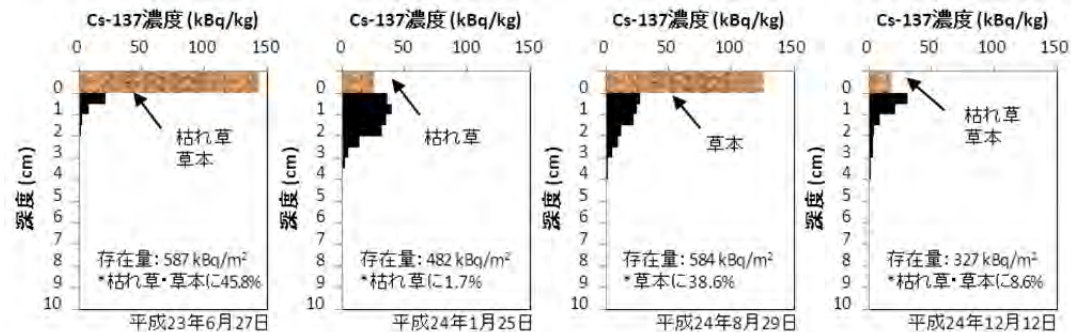 Cs-137濃度 (kBq/kg)
0 50 100 150
深度 (cm)
0
1
2
3
4
5
6
7
8
9
10
枯れ草
草本
存在量: 587 kBq/m²
*枯れ草・草本に45.8%
平成23年6月27日
Cs-137濃度 (kBq/kg)
0 50 100 150
深度 (cm)
0
1
2
3
4
5
6
7
8
9
10
枯れ草
存在量: 482 kBq/m²
*枯れ草に1.7%
平成24年1月25日
Cs-137濃度 (kBq/kg)
0 50 100 150
深度 (cm)
0
1
2
3
4
5
6
7
8
9
10
草本
存在量: 584 kBq/m²
*草本に38.6%
平成24年8月29日
Cs-137濃度 (kBq/kg)
0 50 100 150
深度 (cm)
0
1
2
3
4
5
6
7
8
9
10
枯れ草
草本
存在量: 327 kBq/m²
*枯れ草・草本に8.6%
平成24年12月12日